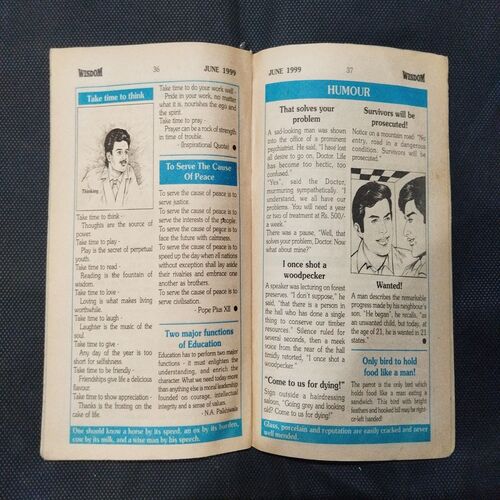 WISDOM
36
JUNE 1999
Take time to think
Thinking
Take time to think -
Thoughts are the source of
power.
Take time to play -
Play is the secret of perpetual
youth.
Take time to read -
Reading is the fountain of
wisdom.
Take time to love -
Loving is what makes living
worthwhile.
Take time to laugh -
Laughter is the music of the
soul.
Take time to give -
Any day of the year is too
short for selfishness
Take time to be friendly -
Friendships give life a delicious
flavour.
Take time to show appreciation -
Thanks is the frosting on the
cake of life.
Take time to do your work well -
Pride in your work, no matter
what it is, nourishes the ego and
the spirit.
Take time to pray -
Prayer can be a rock of strength
in time of trouble.
- (Inspirational Quote)
To Serve The Cause
Of Peace
To serve the cause of peace is to
serve justice.
To serve the cause of peace is to
serve the interests of the people.
To serve the cause of peace is to
face the future with calmness.
To serve the cause of peace is to
speed up the day when all nations
without exception shall lay aside
their rivalries and embrace one
another as brothers.
To serve the cause of peace is to
serve civilisation.
- Pope Pius XII
Two major functions
of Education
Education has to perform two major
functions - it must enlighten the
understanding, and enrich the
character. What we need today more
than anything else is moral leadership
founded on courage, intellectual
integrity and a sense of values.
- N.A. Palkhivala
One should know a horse by its speed, an ox by its burden,
cow by its milk, and a wise man by his speech.
JUNE 1999
37
WISDOM
HUMOUR
That solves your
problem
A sad-looking man was shown
into the office of a prominent
psychiatrist. He said, "I have lost
all desire to go on, Doctor. Life
has become too hectic, too
confused."
"Yes", said the Doctor,
murmuring sympathetically. "I
understand, we all have our
problems. You will need a year
or two of treatment at Rs. 500/-
a week."
There was a pause, "Well, that
solves your problem, Doctor. Now
what about mine?"
I once shot a
woodpecker
A speaker was lecturing on forest
preserves. "I don't suppose," he
said, "that there is a person in
the hall who has done a single
thing to conserve our timber
resources." Silence ruled for
several seconds, then a meek
voice from the rear of the hall
timidly retorted, "I once shot a
woodpecker."
"Come to us for dying!"
Sign outside a hairdressing
saloon, "Going grey and looking
old? Come to us for dying!"
Survivors will be
prosecuted!
Notice on a mountain road: "No
entry, road in a dangerous
condition. Survivors will be
prosecuted."
Wanted!
A man describes the remarkable
progress made by his neighbour's
son. "He began", he recalls, "as
an unwanted child, but today, at
the age of 21, he is wanted in 21
states."
Only bird to hold
food like a man!
The parrot is the only bird which
holds food like a man eating a
sandwich. This bird with bright
feathers and hooked bill may be right-
or-left handed!
Glass, porcelain and reputation are easily cracked and never
well mended.